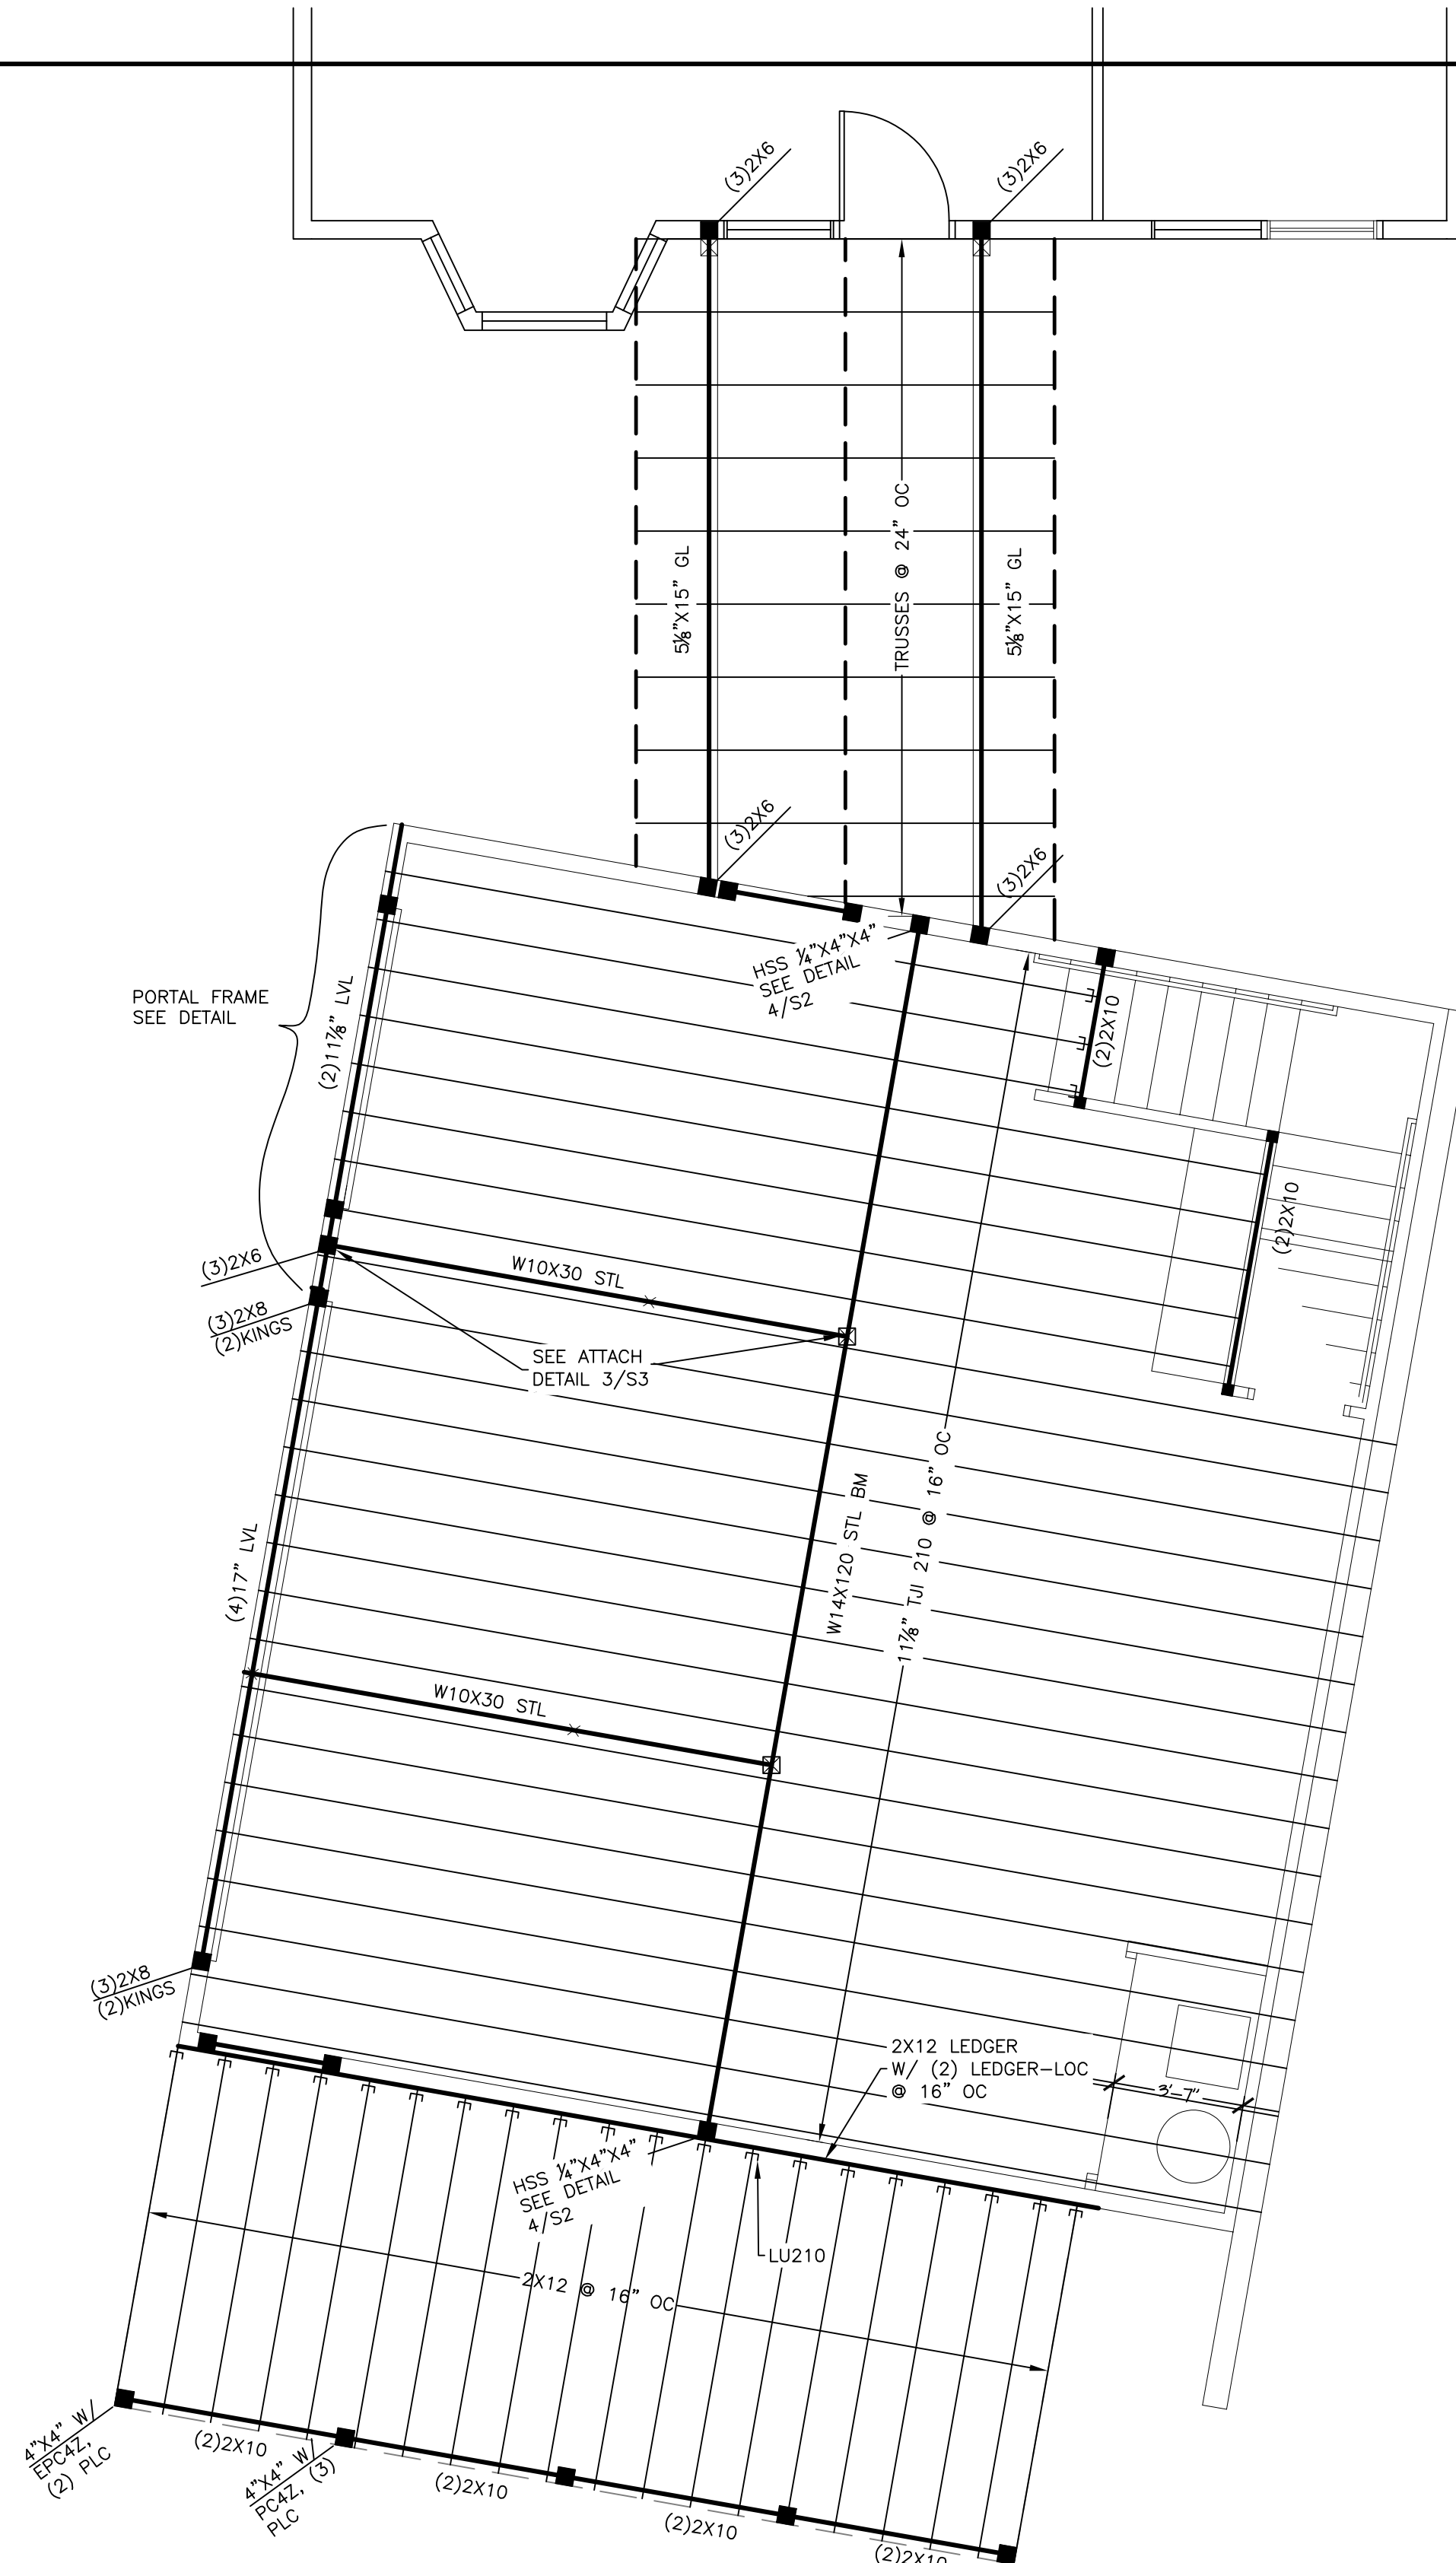 (3)2X6
(3)2X6
TRUSSES @ 24" OC
5⅛"X15" GL
5⅛"X15" GL
(3)2X6
(3)2X6
HSS ¼"X4"X4"
SEE DETAIL
4/S2
PORTAL FRAME
SEE DETAIL
(2)11⅞" LVL
(2)2X10
(2)2X10
(3)2X6
W10X30 STL
(3)2X8
(2)KINGS
SEE ATTACH
DETAIL 3/S3
W14X120 STL BM
11⅞" TJI 210 @ 16" OC
(4)17" LVL
W10X30 STL
(3)2X8
(2)KINGS
2X12 LEDGER
W/ (2) LEDGER-LOC
@ 16" OC
3'-7"
HSS ¼"X4"X4"
SEE DETAIL
4/S2
LU210
2X12 @ 16" OC
4"X4" W/
EPC4Z,
(2) PLC
(2)2X10
4"X4" W/
PC4Z, (3)
PLC
(2)2X10
(2)2X10
(2)2X10